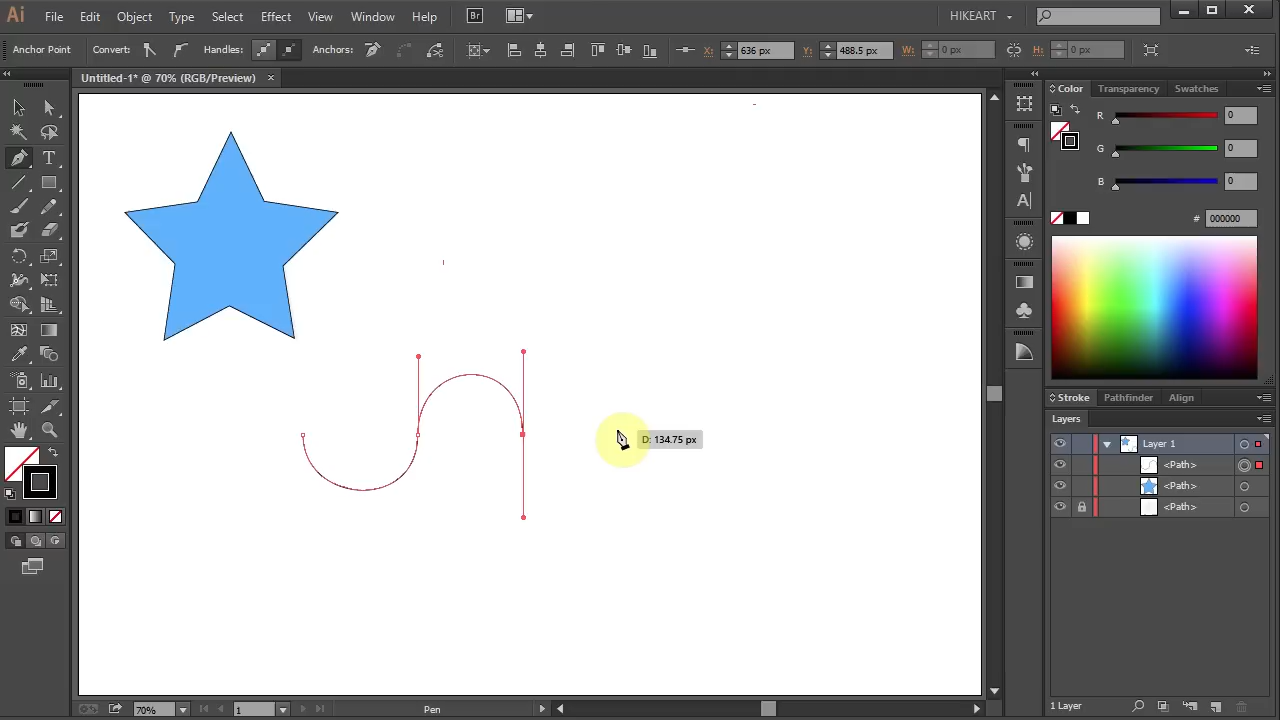 Ai File Edit Object Type Select Effect View Window Help Br HIKEART
Anchor Point Convert: Handles: Anchors: X: 636 px Y: 488.5 px W: 0 px H: 0 px
Untitled-1* @ 70% (RGB/Preview) ×
Color Transparency Swatches
R 0
G 0
B 0
# 000000
Stroke Pathfinder Align
Layers
Layer 1
<Path>
<Path>
<Path>
D: 134.75 px
70% 1 Pen
1 Layer